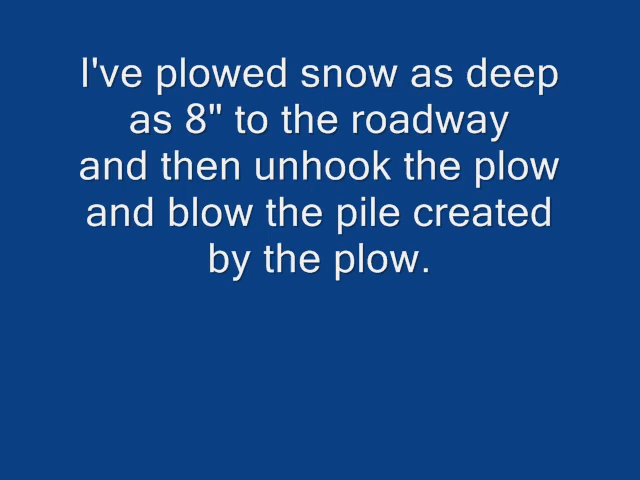 I've plowed snow as deep
as 8" to the roadway
and then unhook the plow
and blow the pile created
by the plow.